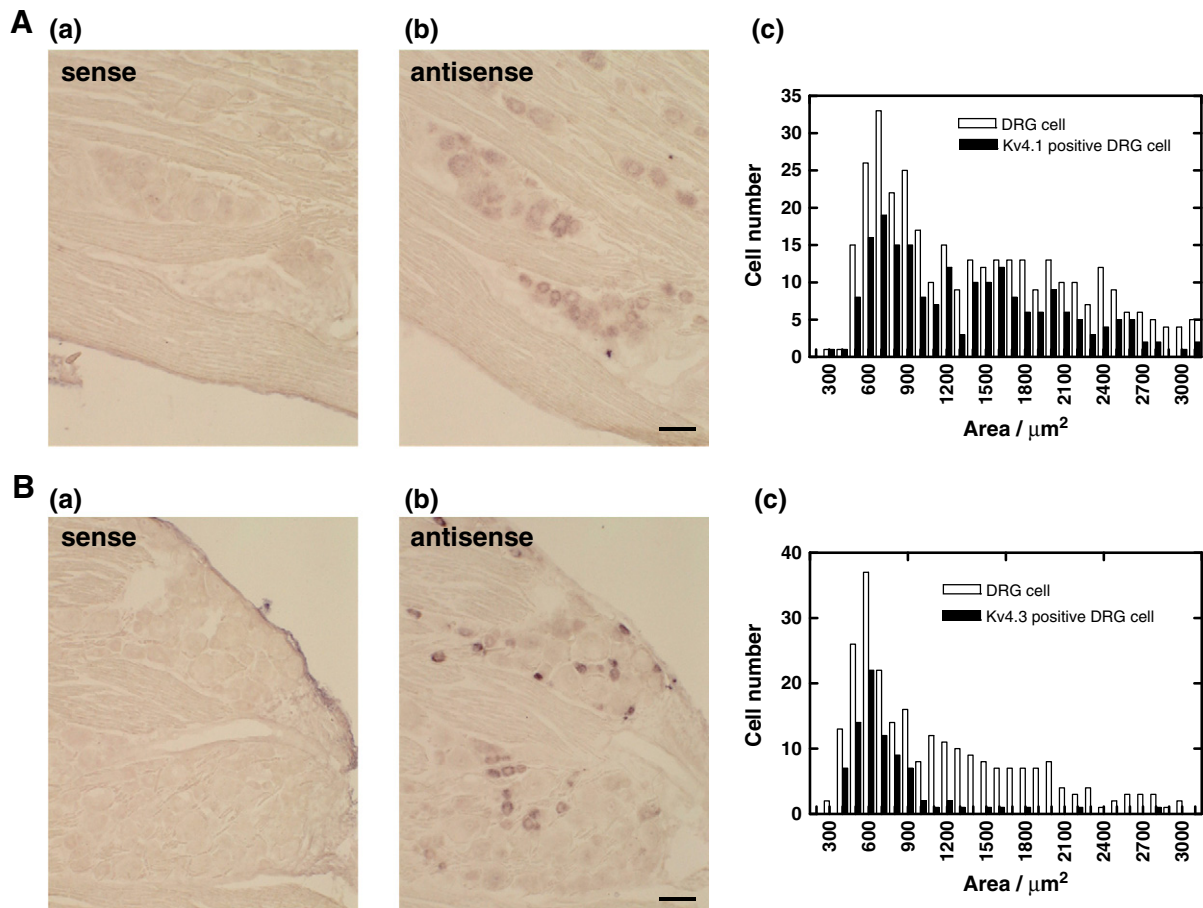 A
(a)
sense
(b)
antisense
(c)
35
30
25
20
15
10
5
0
Cell number
DRG cell
Kv4.1 positive DRG cell
300
600
900
1200
1500
1800
2100
2400
2700
3000
Area / μm²
B
(a)
sense
(b)
antisense
(c)
40
30
20
10
0
Cell number
DRG cell
Kv4.3 positive DRG cell
300
600
900
1200
1500
1800
2100
2400
2700
3000
Area / μm²